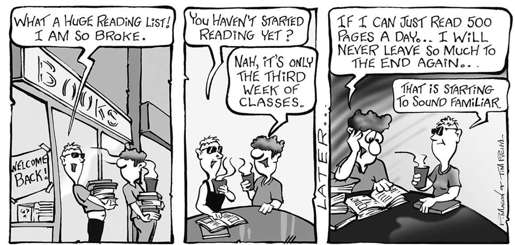 WHAT A HUGE READING LIST!
I AM SO BROKE.
BOOKS
WELCOME
BACK!
YOU HAVEN'T STARTED
READING YET?
NAH, IT'S ONLY
THE THIRD
WEEK OF
CLASSES.
LATER...
IF I CAN JUST READ 500
PAGES A DAY... I WILL
NEVER LEAVE SO MUCH TO
THE END AGAIN...
THAT IS STARTING
TO SOUND FAMILIAR.